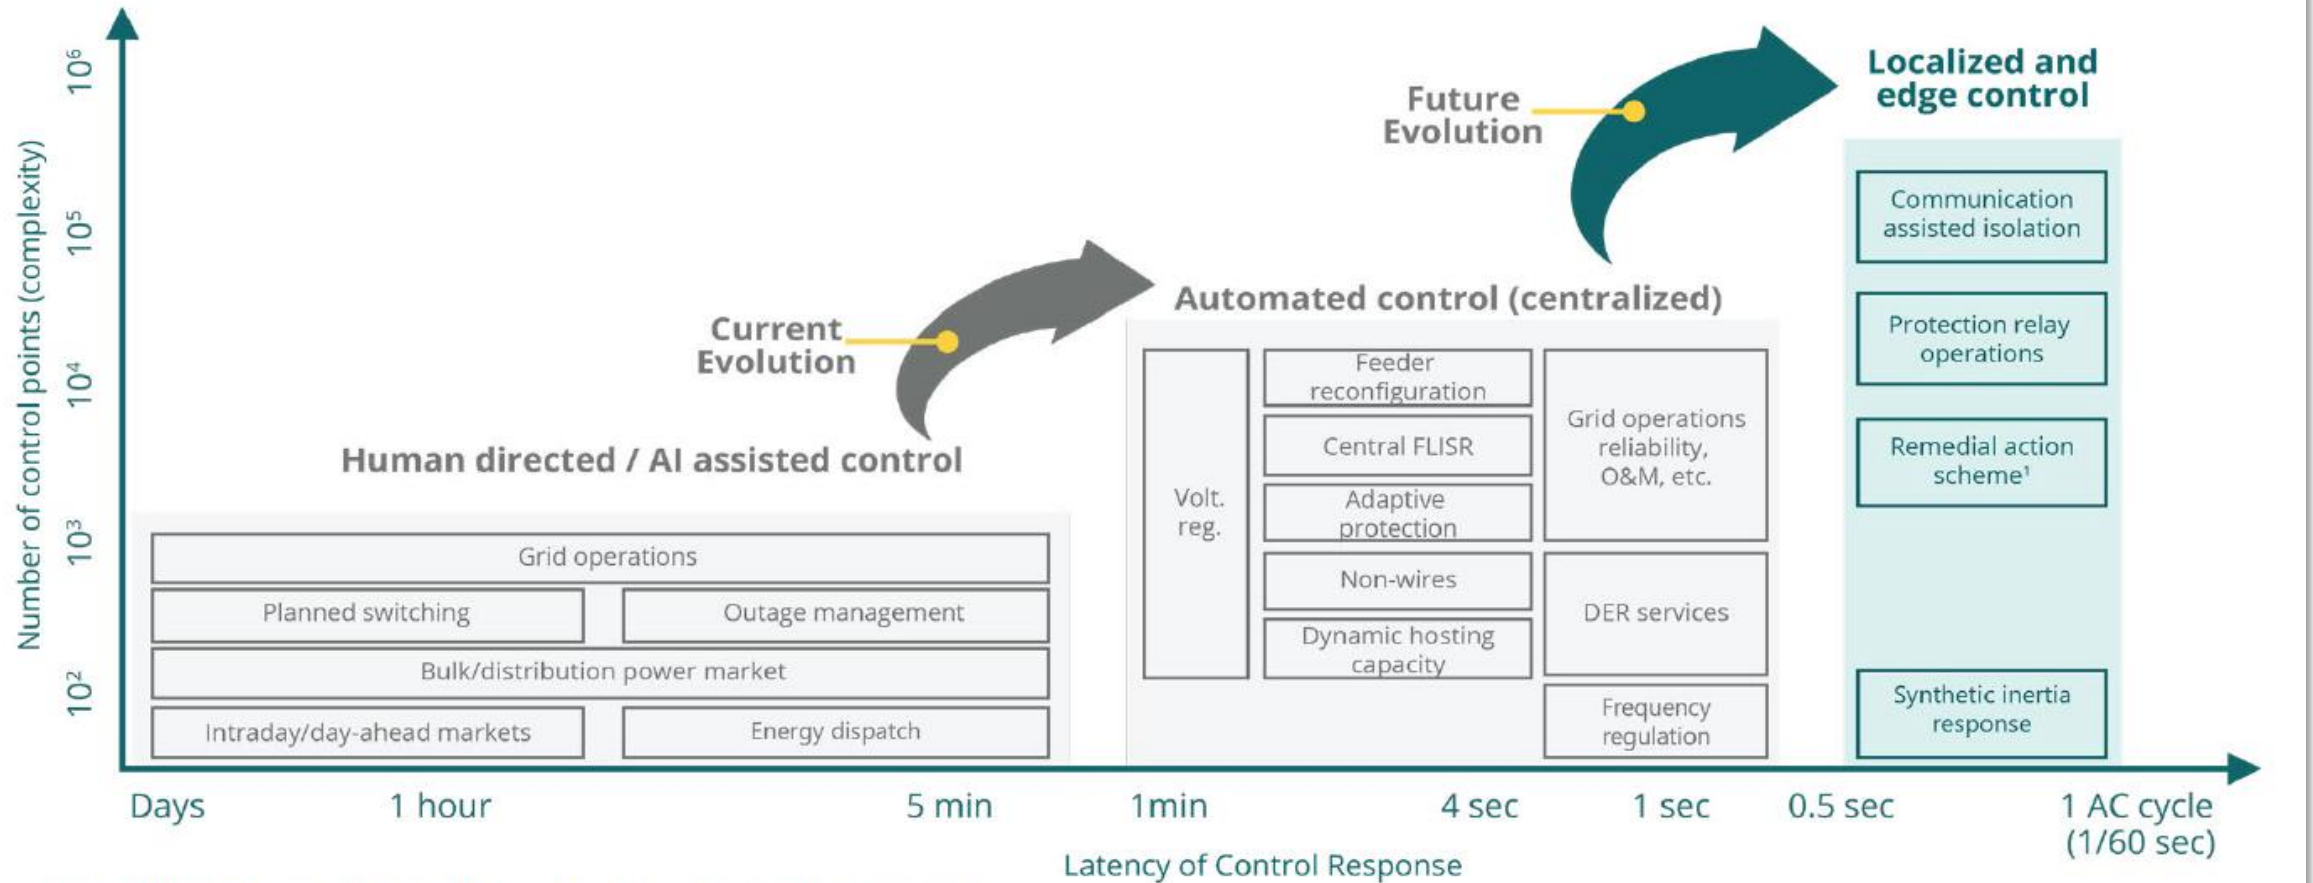 10⁶
10⁵
10⁴
10³
10²
Number of control points (complexity)
Future
Evolution
Localized and
edge control
Communication
assisted isolation
Protection relay
operations
Remedial action
scheme¹
Synthetic inertia
response
Current
Evolution
Automated control (centralized)
Volt.
reg.
Feeder
reconfiguration
Central FLISR
Adaptive
protection
Non-wires
Dynamic hosting
capacity
Grid operations
reliability,
O&M, etc.
DER services
Frequency
regulation
Human directed / AI assisted control
Grid operations
Planned switching
Outage management
Bulk/distribution power market
Intraday/day-ahead markets
Energy dispatch
Days
1 hour
5 min
1min
4 sec
1 sec
0.5 sec
1 AC cycle
(1/60 sec)
Latency of Control Response